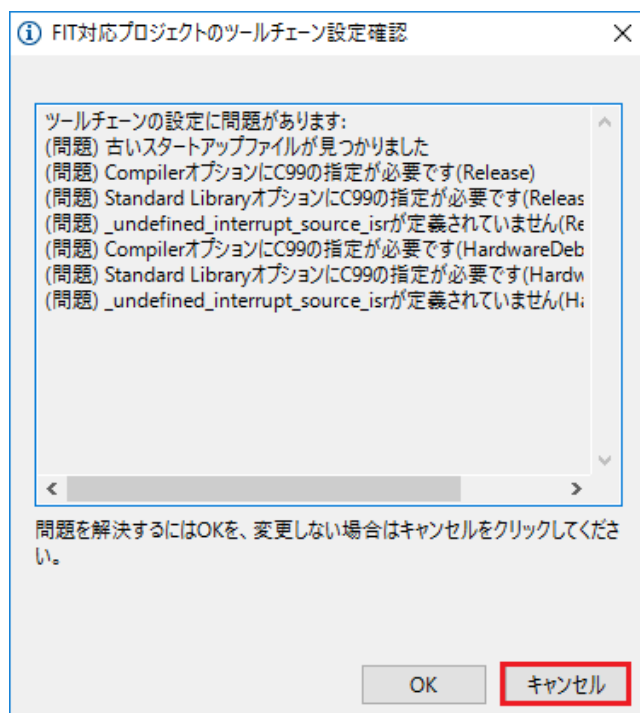 FIT対応プロジェクトのツールチェーン設定確認
ツールチェーンの設定に問題があります:
(問題) 古いスタートアップファイルが見つかりました
(問題) CompilerオプションにC99の指定が必要です(Release)
(問題) Standard LibraryオプションにC99の指定が必要です(Releas
(問題) _undefined_interrupt_source_isrが定義されていません(Re
(問題) CompilerオプションにC99の指定が必要です(HardwareDeb
(問題) Standard LibraryオプションにC99の指定が必要です(Hardw
(問題) _undefined_interrupt_source_isrが定義されていません(Ha
問題を解決するにはOKを、変更しない場合はキャンセルをクリックしてくださ
い。
OK
キャンセル